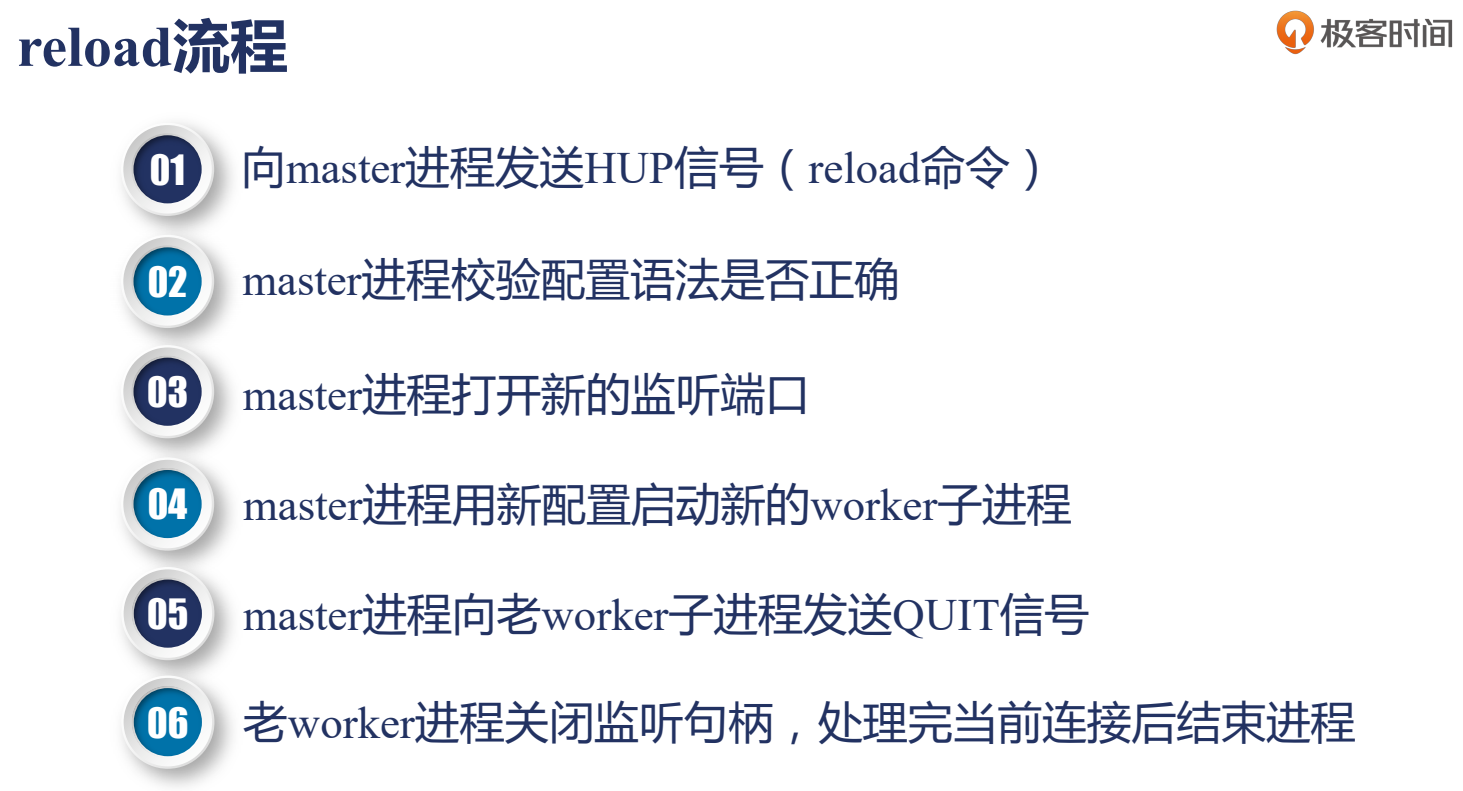 reload流程
极客时间
01 向master进程发送HUP信号（reload命令）
02 master进程校验配置语法是否正确
03 master进程打开新的监听端口
04 master进程用新配置启动新的worker子进程
05 master进程向老worker子进程发送QUIT信号
06 老worker进程关闭监听句柄，处理完当前连接后结束进程